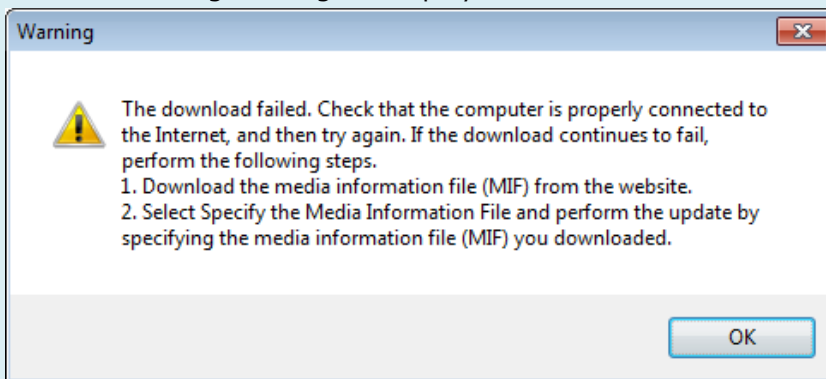 Warning
The download failed. Check that the computer is properly connected to
the Internet, and then try again. If the download continues to fail,
perform the following steps.
1. Download the media information file (MIF) from the website.
2. Select Specify the Media Information File and perform the update by
specifying the media information file (MIF) you downloaded.
OK